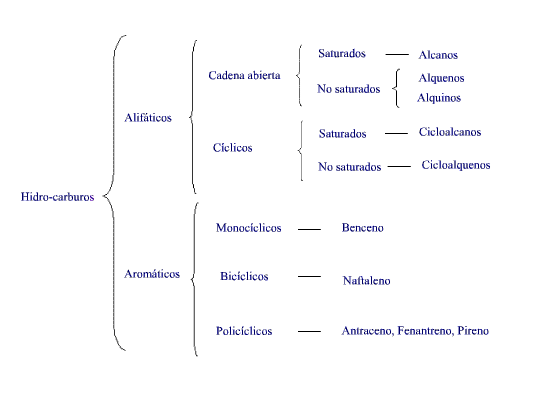 Hidro-carburos
Alifáticos
Cadena abierta
Saturados
Alcanos
No saturados
Alquenos
Alquinos
Cíclicos
Saturados
Cicloalcanos
No saturados
Cicloalquenos
Aromáticos
Monocíclicos
Benceno
Bicíclicos
Naftaleno
Policíclicos
Antraceno, Fenantreno, Pireno